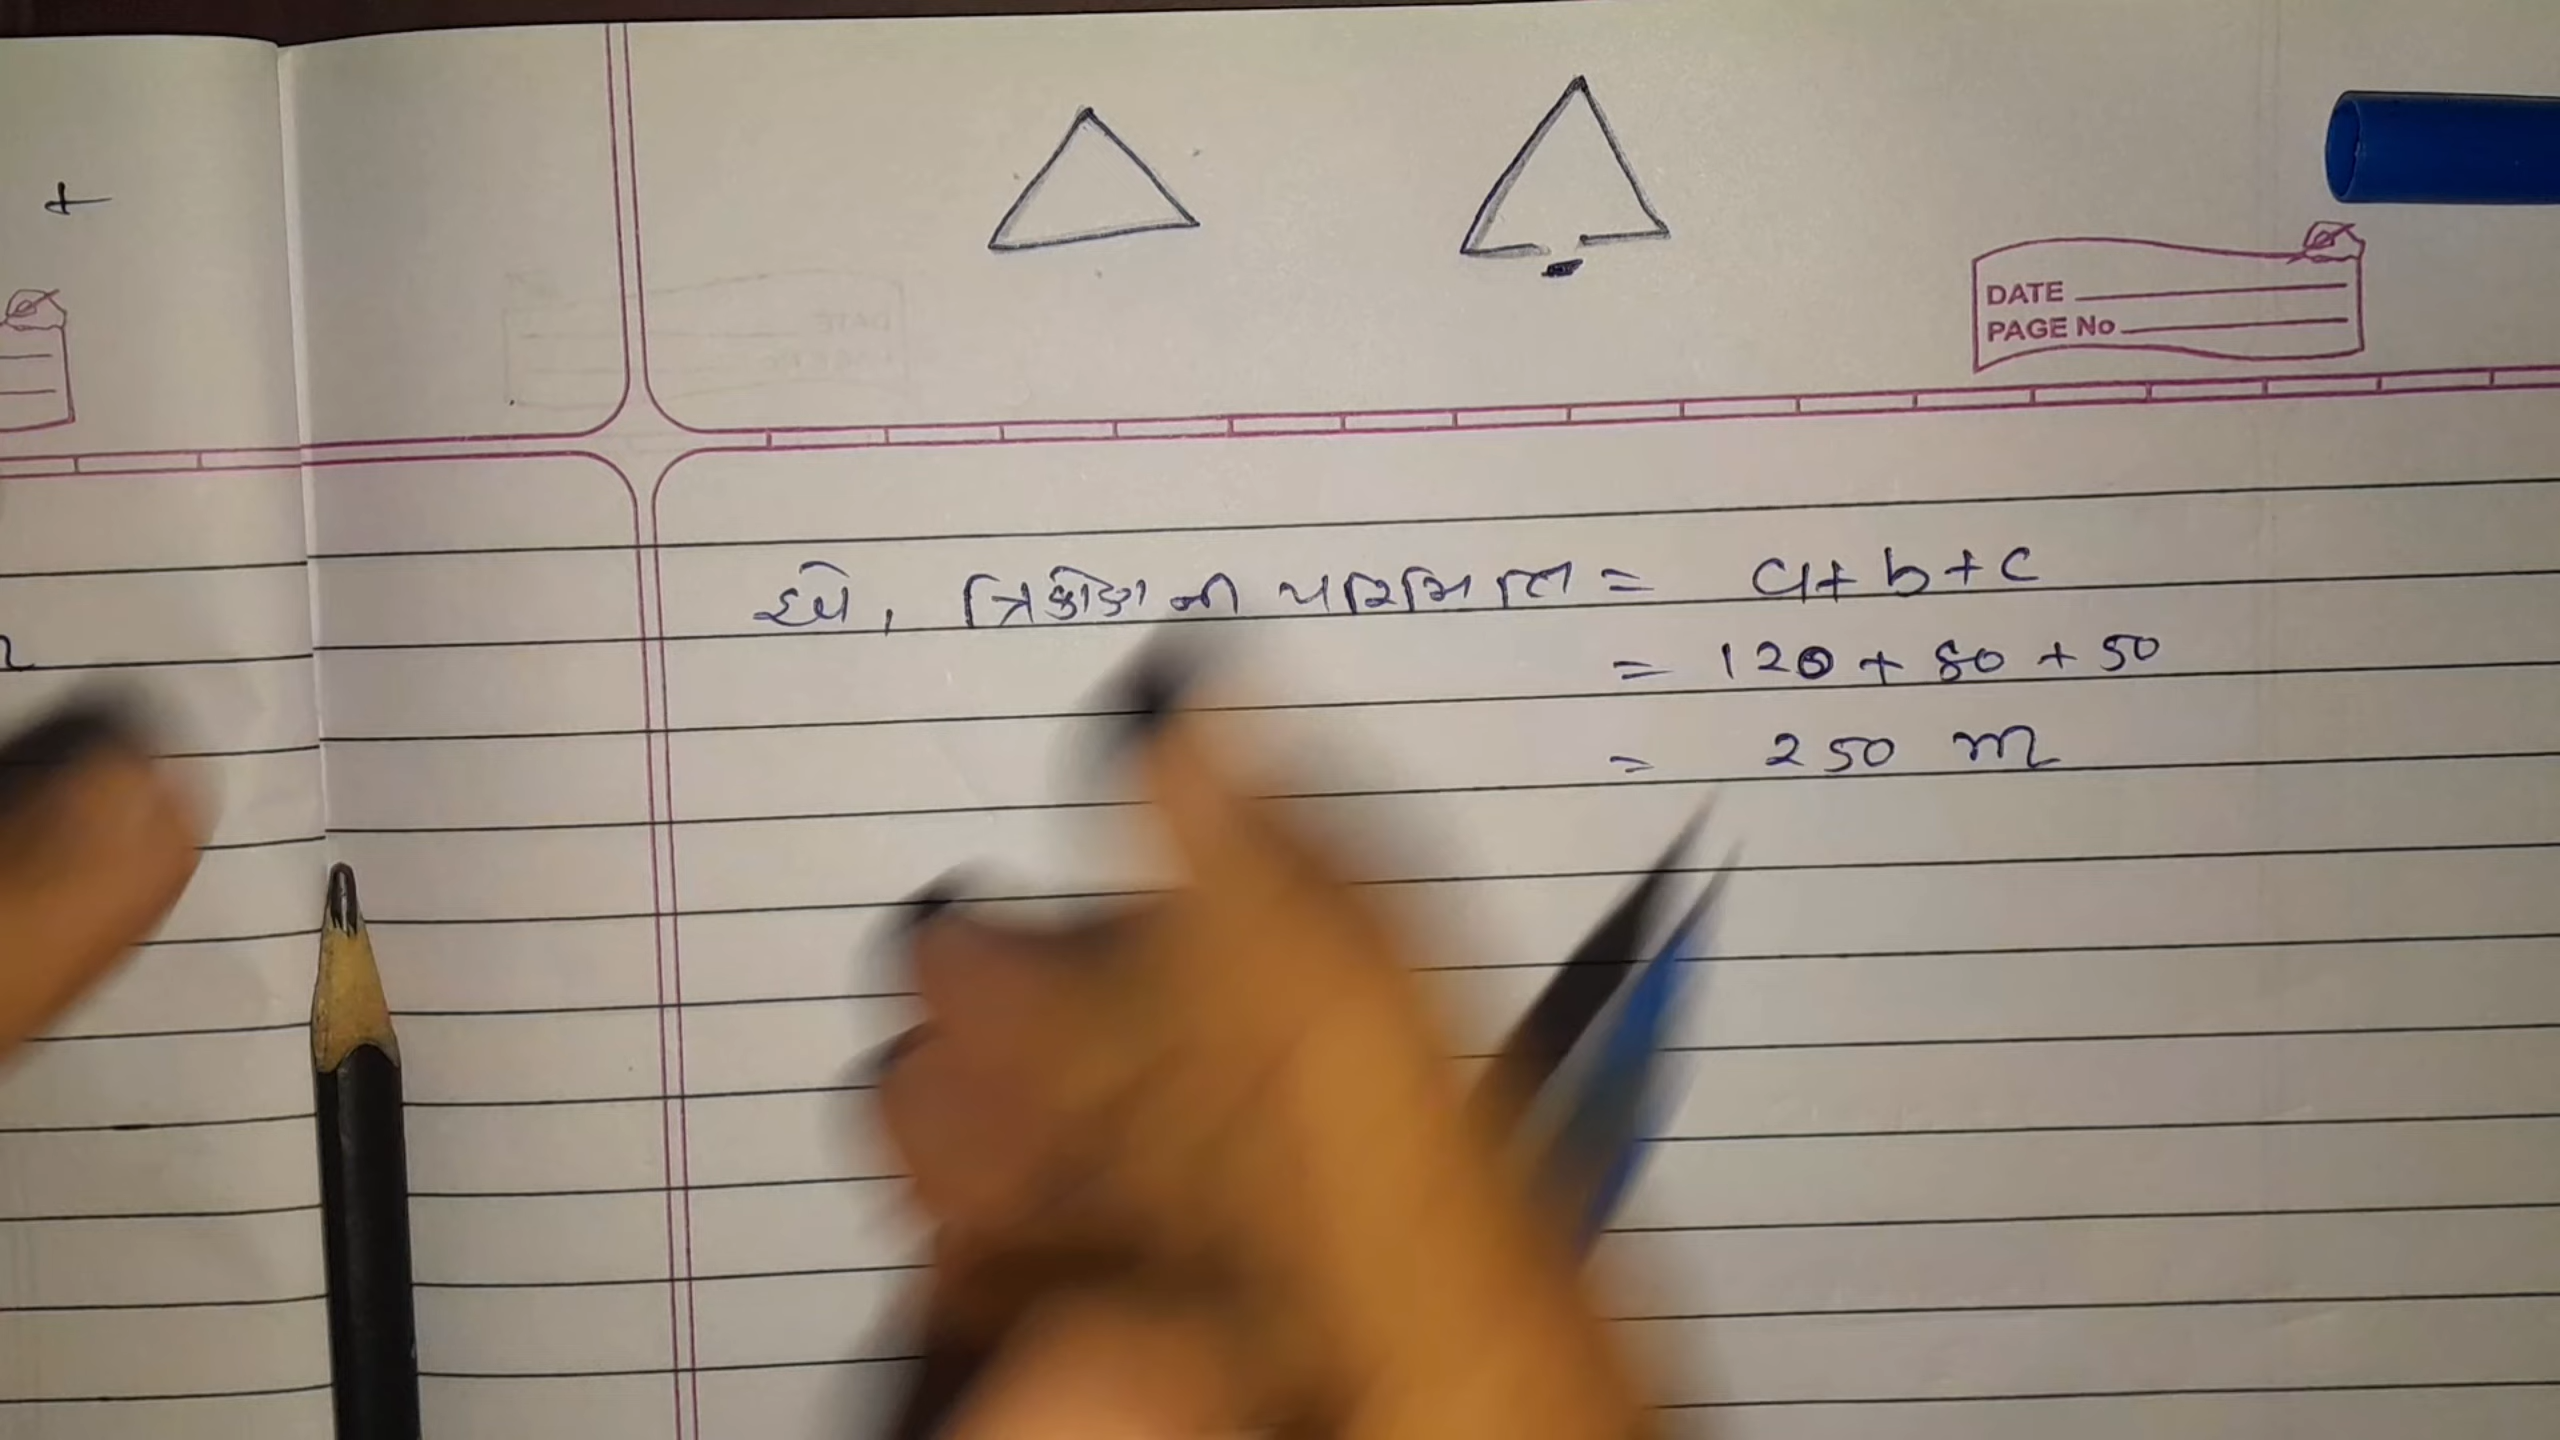 +
DATE
PAGE No
હવે, ત્રિકોણ ની પરિમિતિ = a+b+c
= 120 + 80 + 50
= 250 m